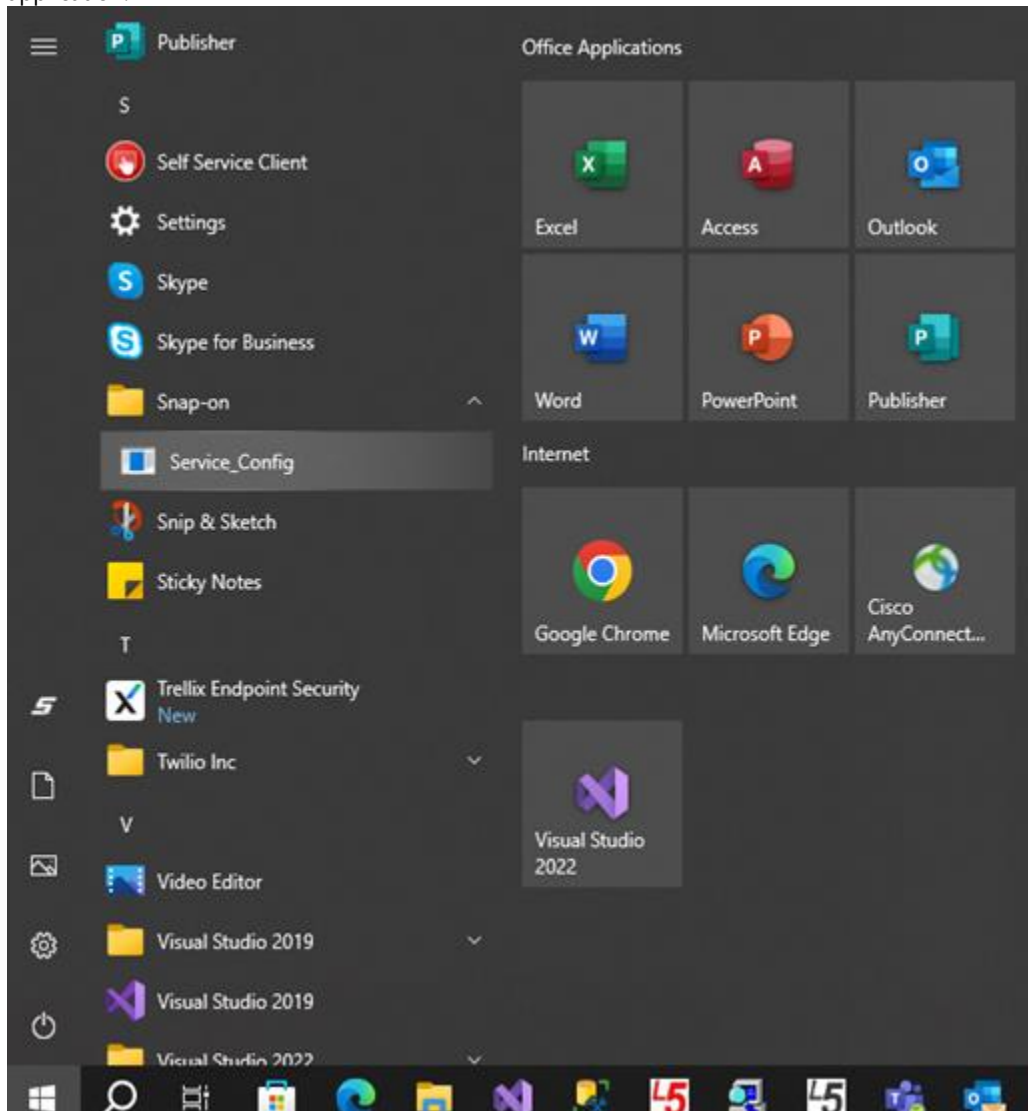 Publisher
S
Self Service Client
Settings
Skype
Skype for Business
Snap-on
Service_Config
Snip & Sketch
Sticky Notes
T
Trellix Endpoint Security
New
Twilio Inc
V
Video Editor
Visual Studio 2019
Visual Studio 2019
Visual Studio 2022
Office Applications
Excel
Access
Outlook
Word
PowerPoint
Publisher
Internet
Google Chrome
Microsoft Edge
Cisco
AnyConnect...
Visual Studio
2022